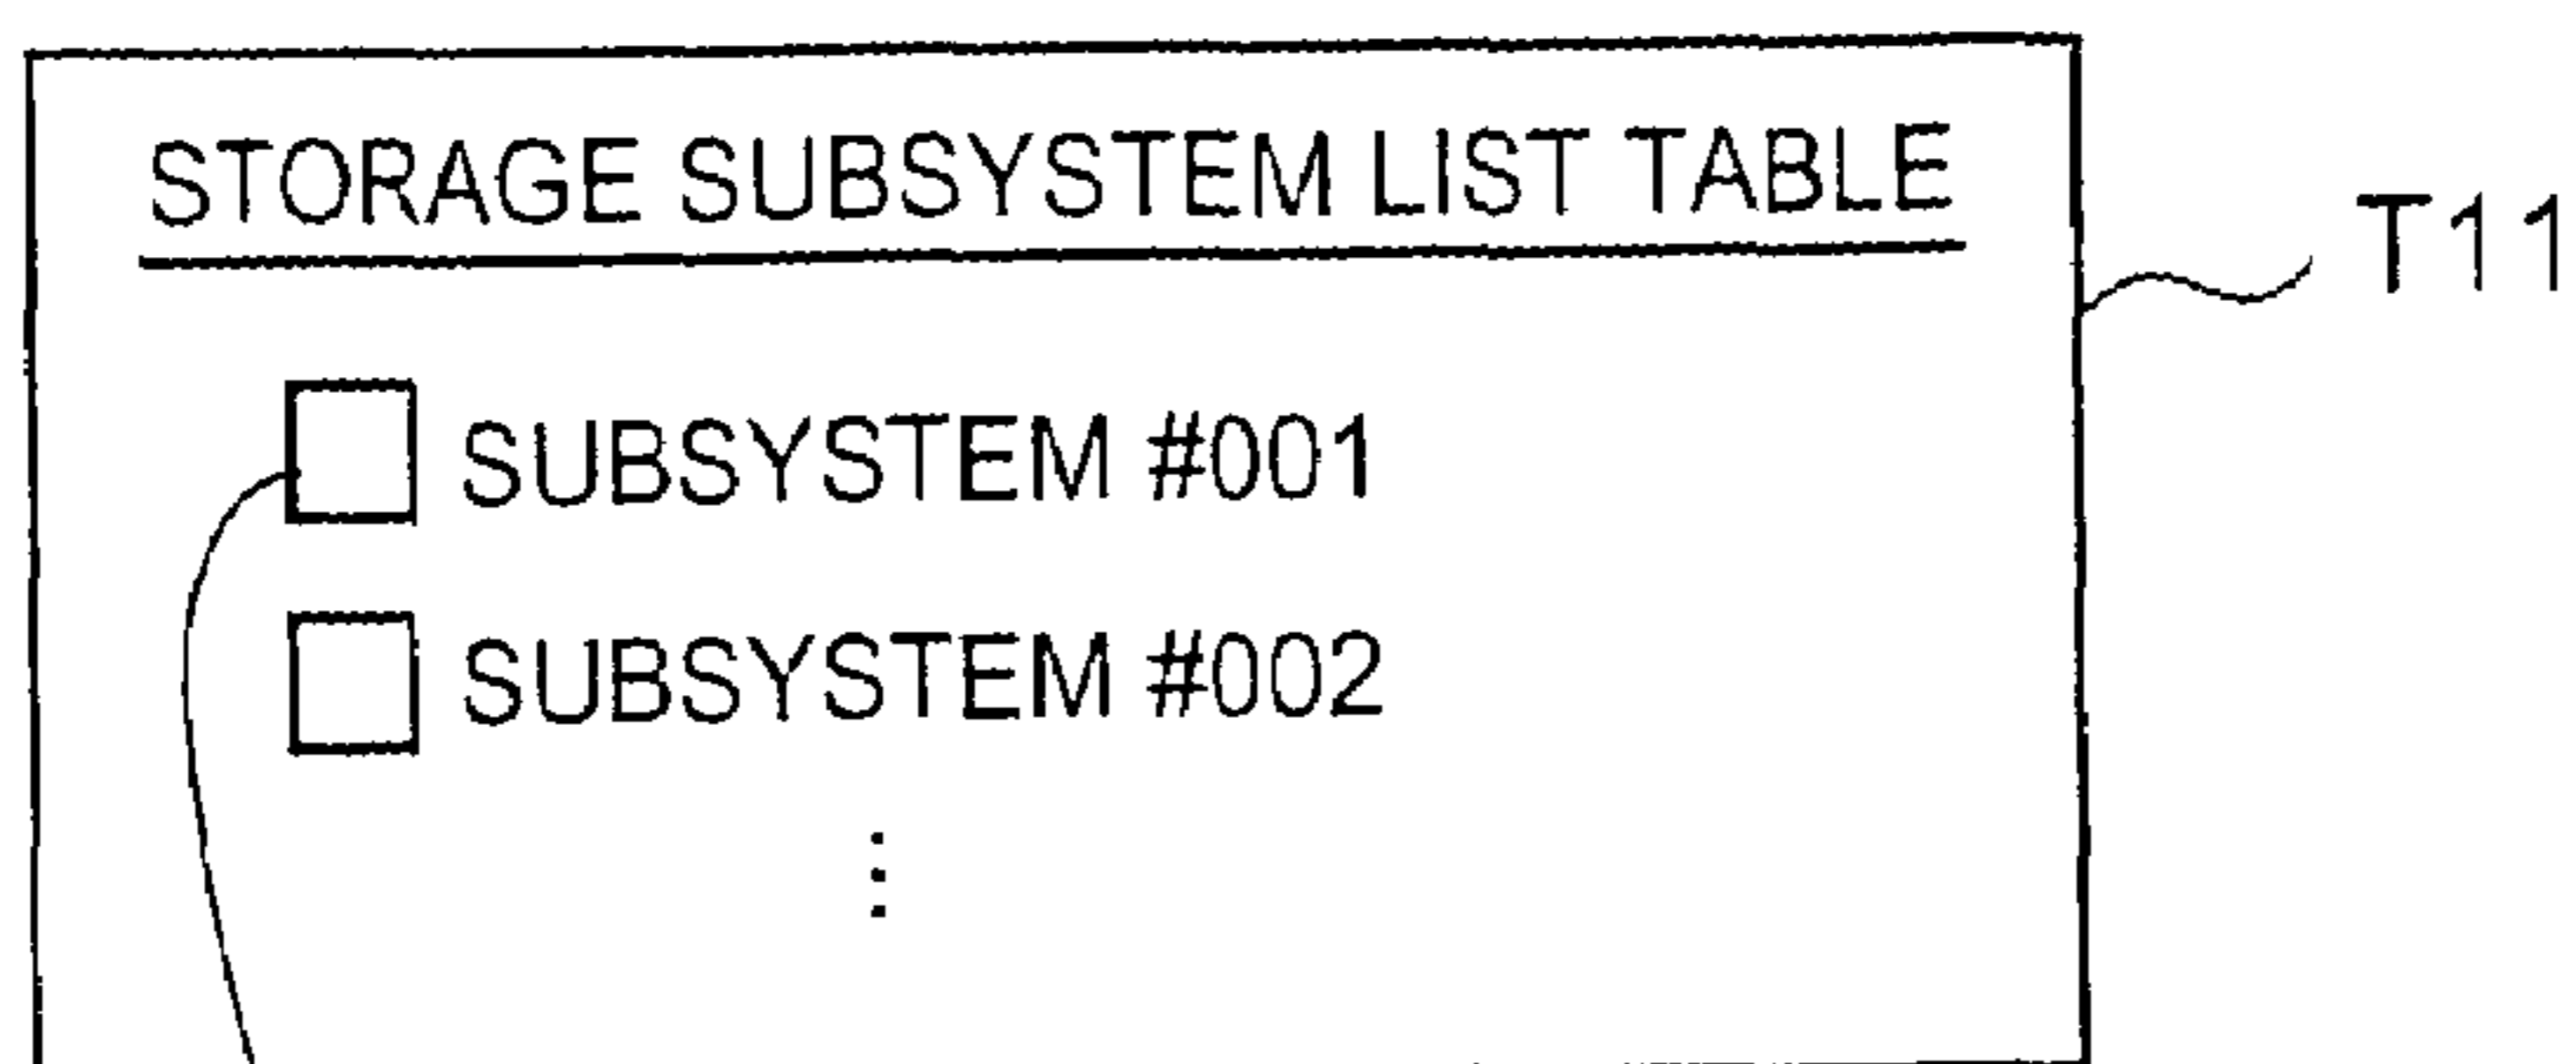 STORAGE SUBSYSTEM LIST TABLE
T11
SUBSYSTEM #001
SUBSYSTEM #002